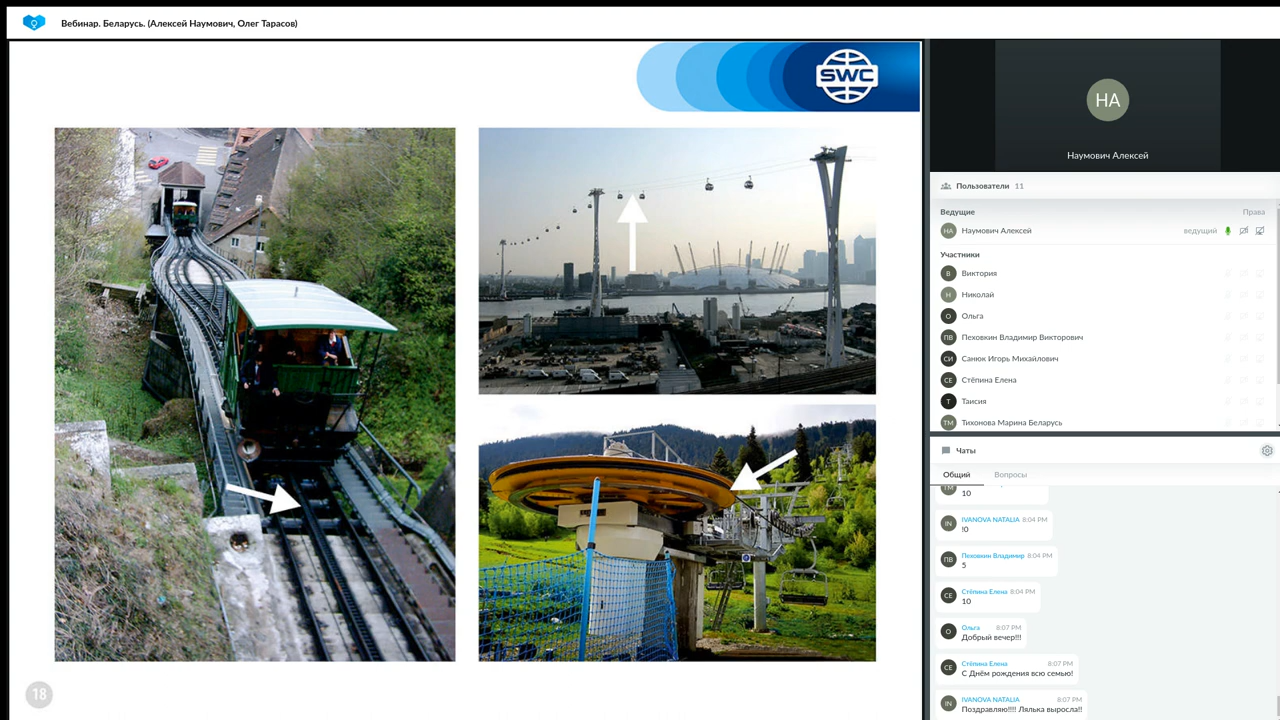 Вебинар. Беларусь. (Алексей Наумович, Олег Тарасов)
SWC
18
НА
Наумович Алексей
Пользователи 11
Ведущие Права
НА Наумович Алексей ведущий
Участники
В Виктория
Н Николай
О Ольга
ПВ Пеховкин Владимир Викторович
СИ Санюк Игорь Михайлович
СЕ Стёпина Елена
Т Таисия
ТМ Тихонова Марина Беларусь
Чаты
Общий Вопросы
ТМ
10
IN IVANOVA NATALIA 8:04 PM
!0
ПВ Пеховкин Владимир 8:04 PM
5
СЕ Стёпина Елена 8:04 PM
10
О Ольга 8:07 PM
Добрый вечер!!!
СЕ Стёпина Елена 8:07 PM
С Днём рождения всю семью!
IN IVANOVA NATALIA 8:07 PM
Поздравляю!!!! Лялька выросла!!